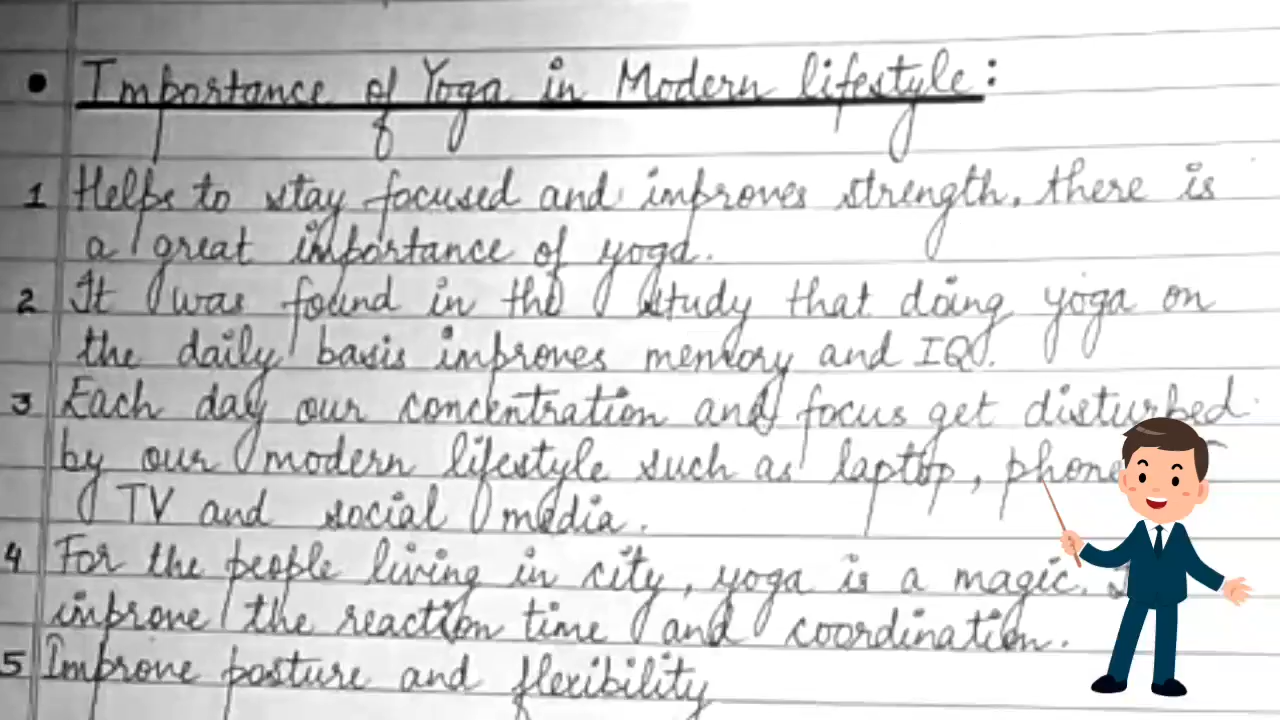 • Importance of Yoga in Modern lifestyle:
1 Helps to stay focused and improves strength, there is
a great importance of yoga.
2 It was found in the study that doing yoga on
the daily basis improves memory and IQ.
3 Each day our concentration and focus get disturbed
by our modern lifestyle such as laptop, phone
TV and social media.
4 For the people living in city, yoga is a magic.
improve the reaction time and coordination.
5 Improve posture and flexibility